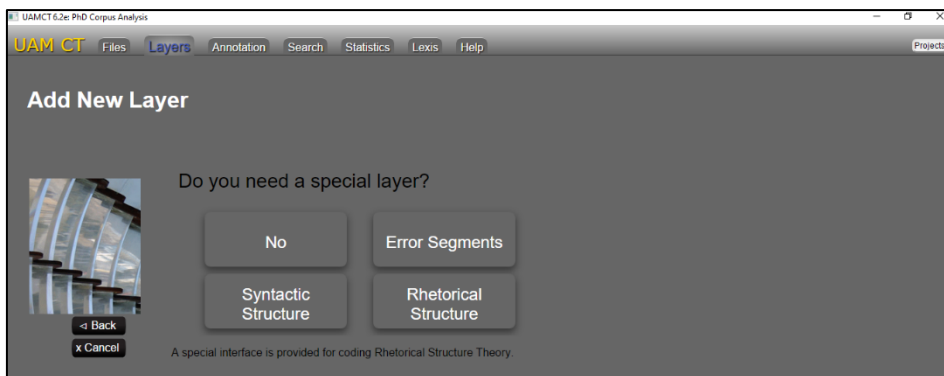 UAMCT 6.2e: PhD Corpus Analysis
UAM CT Files Layers Annotation Search Statistics Lexis Help Projects
Add New Layer
Do you need a special layer?
No Error Segments
Syntactic Structure
Rhetorical Structure
◃ Back
x Cancel
A special interface is provided for coding Rhetorical Structure Theory.